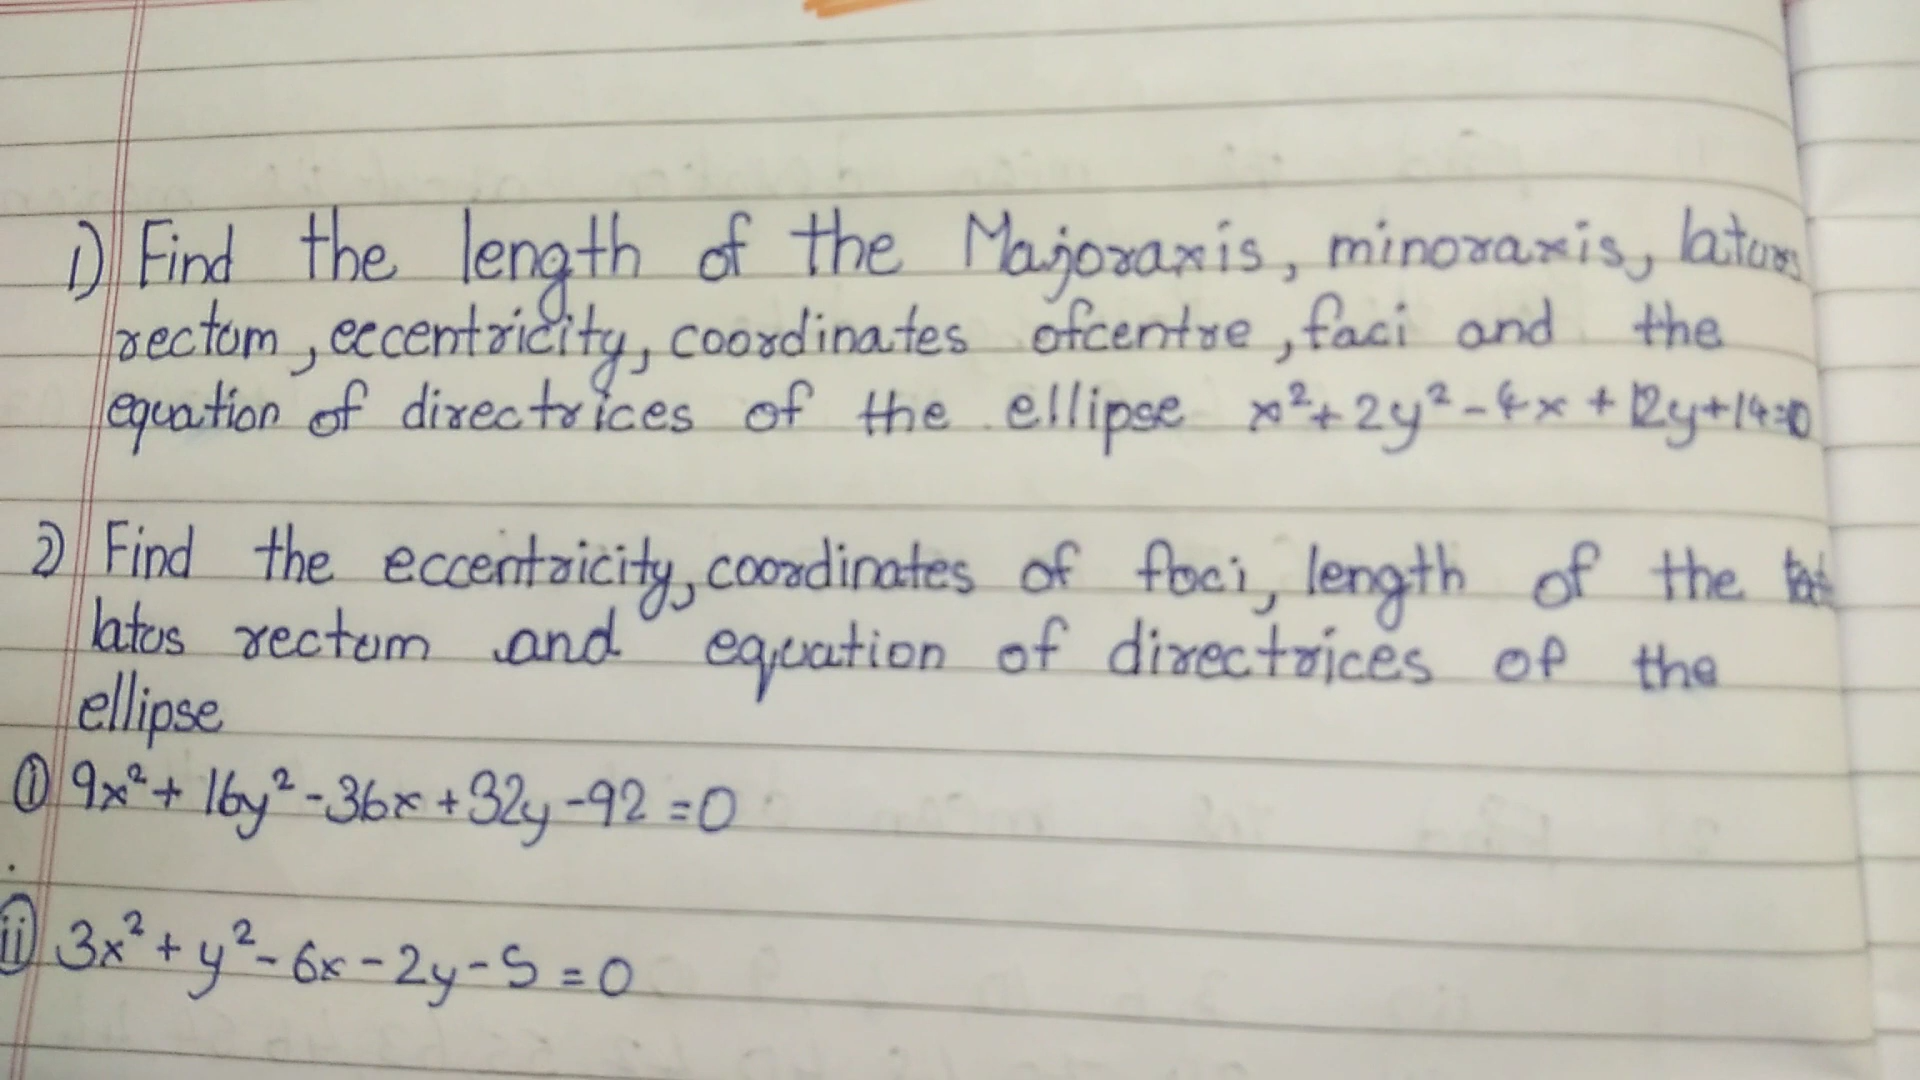 1) Find the length of the Majoraxis, minoraxis, latus
rectum, eccentricity, coordinates ofcentre, faci and the
equation of directrices of the ellipse x²+2y²-4x+12y+14=0
2) Find the eccentricity, coordinates of foci, length of the
latus rectum and equation of directrices of the
ellipse
(i) 9x²+16y²-36x+32y-92=0
(ii) 3x²+y²-6x-2y-5=0